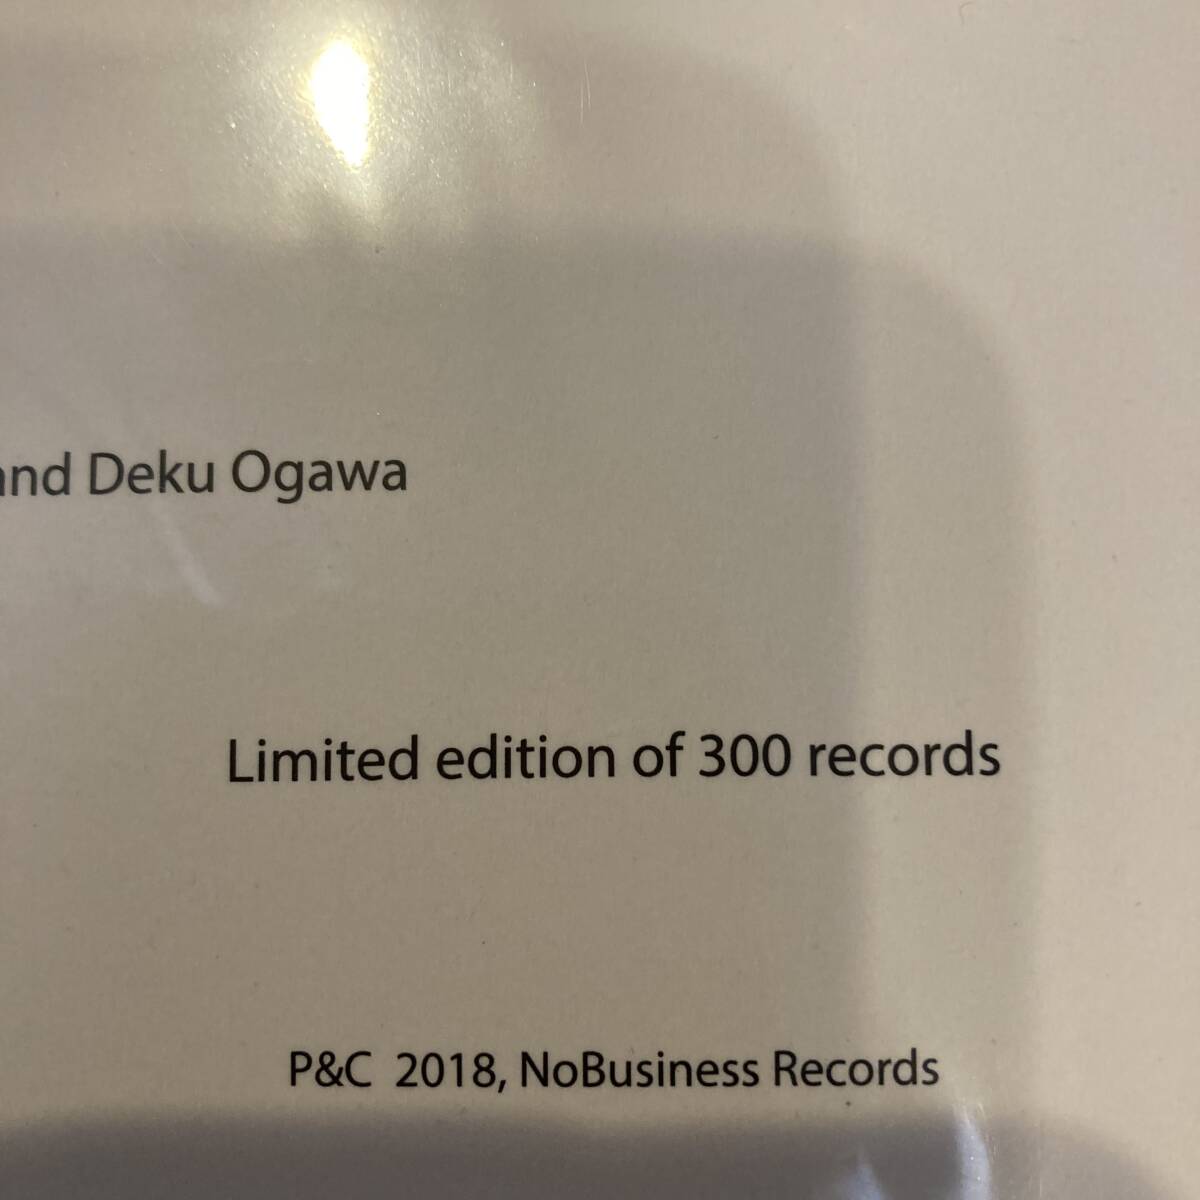 and Deku Ogawa
Limited edition of 300 records
P&C 2018, NoBusiness Records